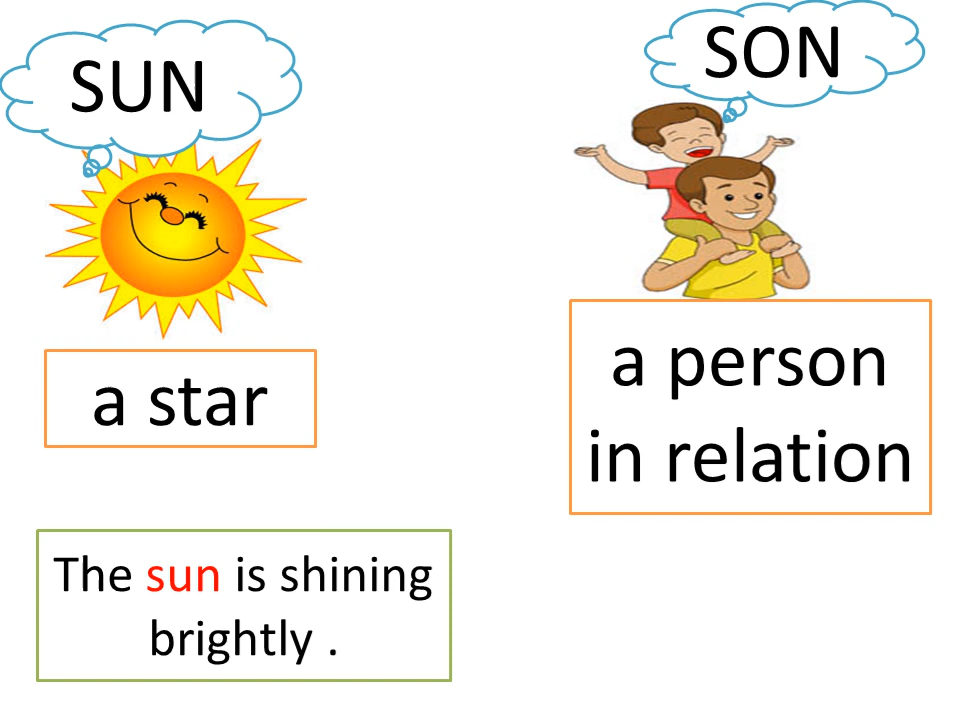 SUN
SON
a star
a person
in relation
The sun is shining
brightly .